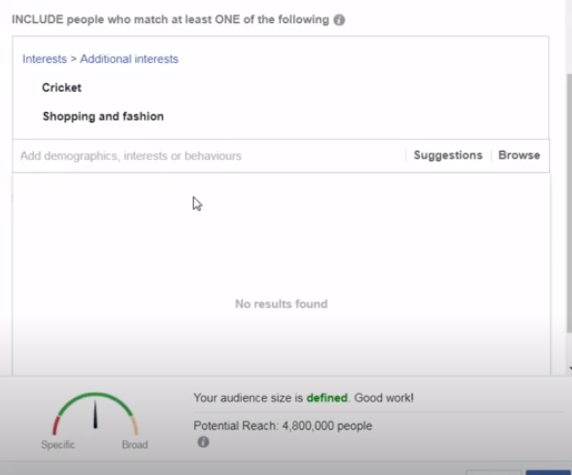 INCLUDE people who match at least ONE of the following
Interests > Additional interests
Cricket
Shopping and fashion
Add demographics, interests or behaviours
Suggestions
Browse
No results found
Your audience size is defined. Good work!
Potential Reach: 4,800,000 people
Specific
Broad